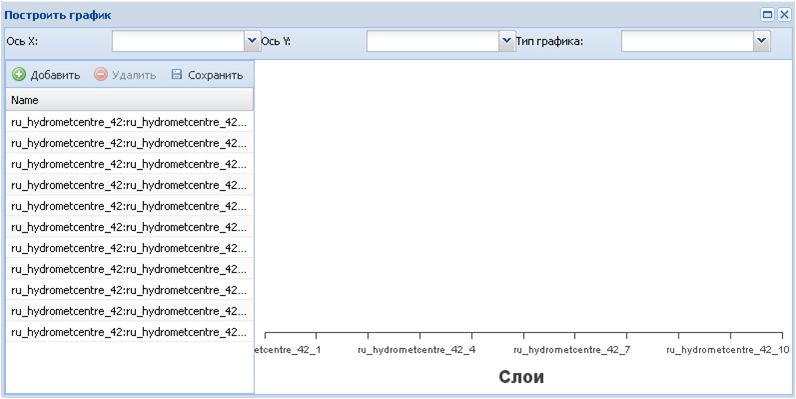 Построить график
Ось X: Ось Y: Тип графика:
Добавить Удалить Сохранить
Name
ru_hydrometcentre_42:ru_hydrometcentre_42...
ru_hydrometcentre_42:ru_hydrometcentre_42...
ru_hydrometcentre_42:ru_hydrometcentre_42...
ru_hydrometcentre_42:ru_hydrometcentre_42...
ru_hydrometcentre_42:ru_hydrometcentre_42...
ru_hydrometcentre_42:ru_hydrometcentre_42...
ru_hydrometcentre_42:ru_hydrometcentre_42...
ru_hydrometcentre_42:ru_hydrometcentre_42...
ru_hydrometcentre_42:ru_hydrometcentre_42...
ru_hydrometcentre_42:ru_hydrometcentre_42...
ru_hydrometcentre_42:ru_hydrometcentre_42...
etcentre_42_1 ru_hydrometcentre_42_4 ru_hydrometcentre_42_7 ru_hydrometcentre_42_10
Слои